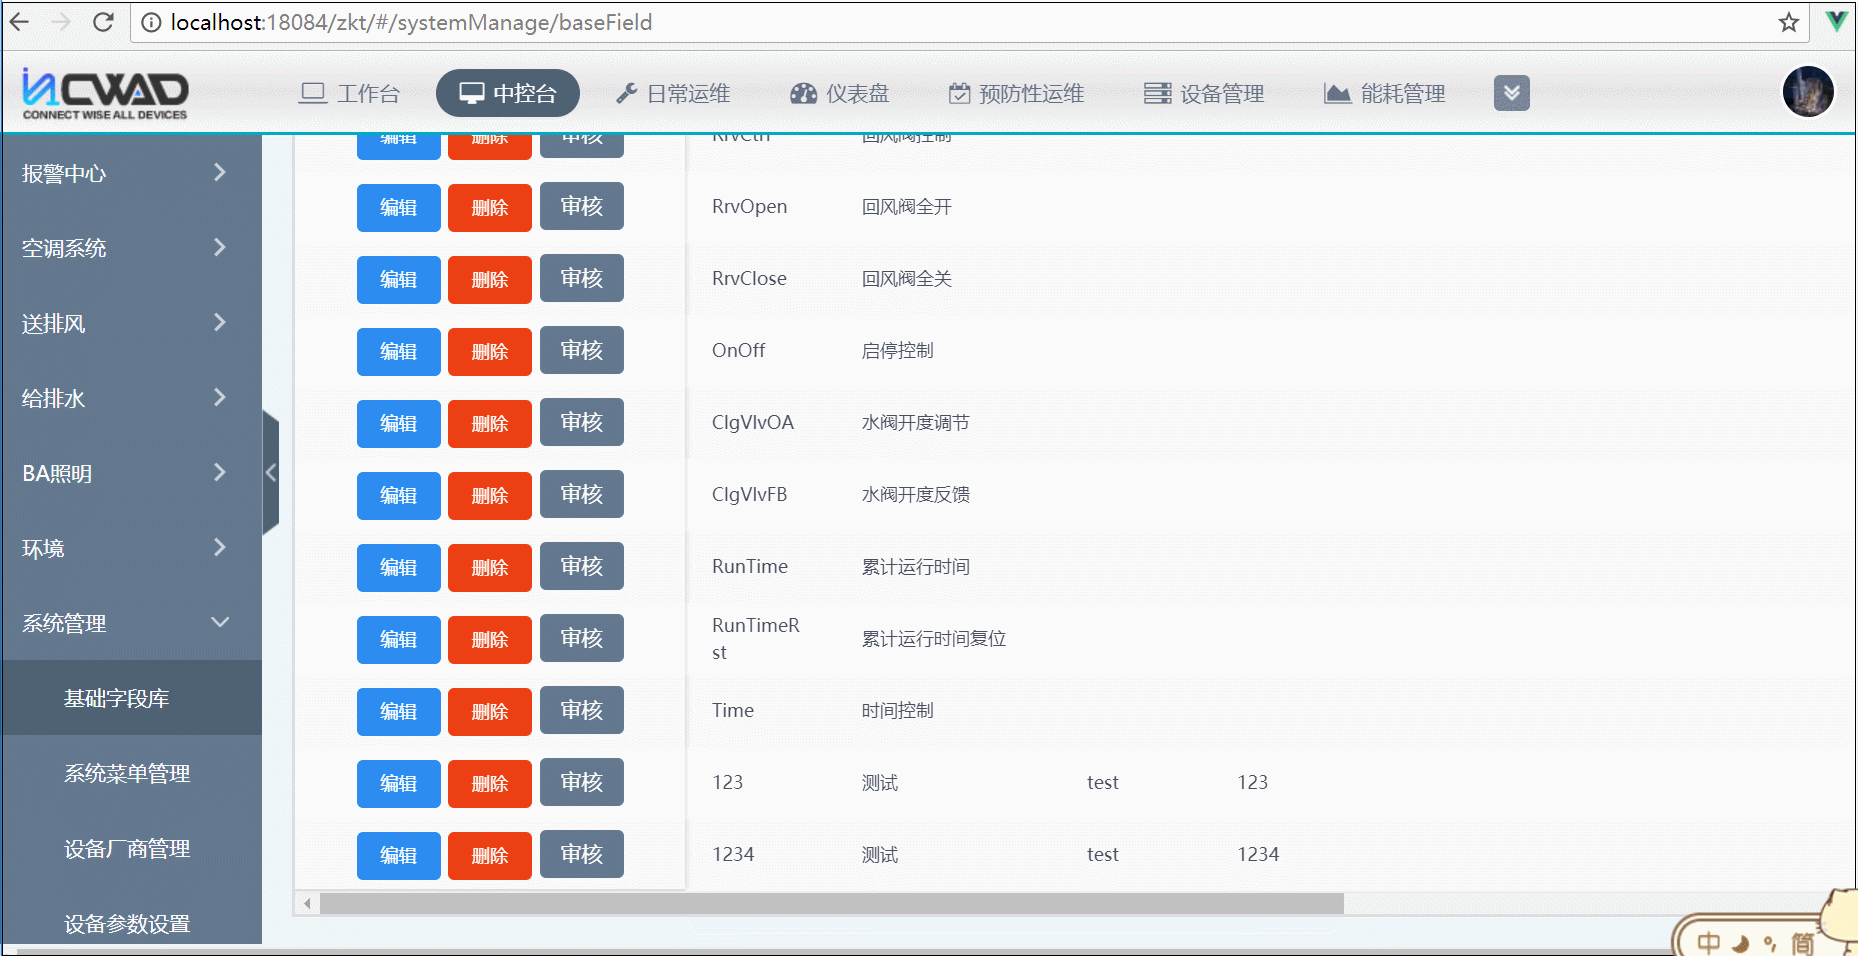 localhost:18084/zkt/#/systemManage/baseField
inCWAD
CONNECT WISE ALL DEVICES
工作台
中控台
日常运维
仪表盘
预防性运维
设备管理
能耗管理
报警中心
空调系统
送排风
给排水
BA照明
环境
系统管理
基础字段库
系统菜单管理
设备厂商管理
设备参数设置
编辑 删除 审核 RrvCtrl 回风阀控制
编辑 删除 审核 RrvOpen 回风阀全开
编辑 删除 审核 RrvClose 回风阀全关
编辑 删除 审核 OnOff 启停控制
编辑 删除 审核 ClgVlvOA 水阀开度调节
编辑 删除 审核 ClgVlvFB 水阀开度反馈
编辑 删除 审核 RunTime 累计运行时间
编辑 删除 审核 RunTimeR 累计运行时间复位
st
编辑 删除 审核 Time 时间控制
编辑 删除 审核 123 测试 test 123
编辑 删除 审核 1234 测试 test 1234
中 简